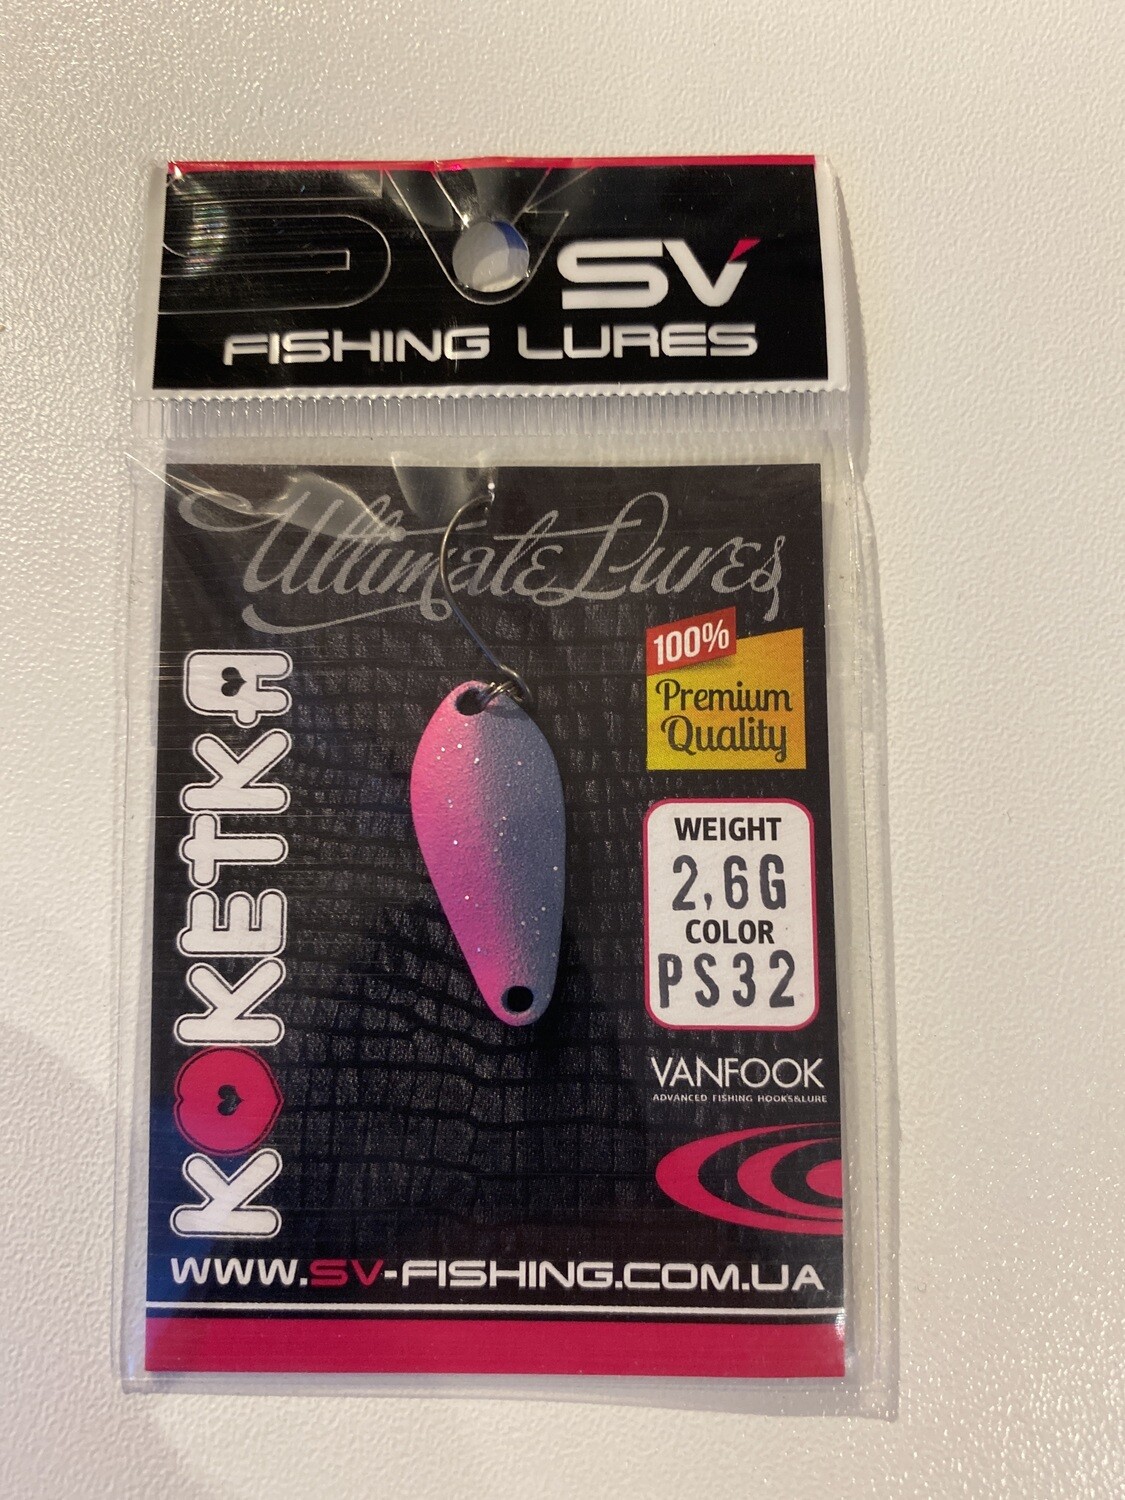 SV
SV
FISHING LURES
Ultimate Lures
100%
Premium
Quality
KOKETKA
WEIGHT
2,6G
COLOR
PS32
VANFOOK
ADVANCED FISHING HOOKS&LURE
WWW.SV-FISHING.COM.UA